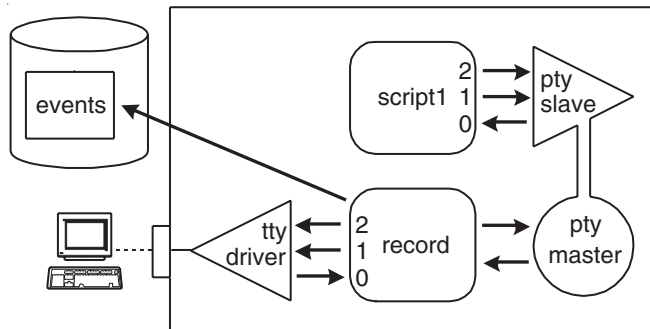 events
script1
2
1
0
pty
slave
tty
driver
2
1
0
record
pty
master